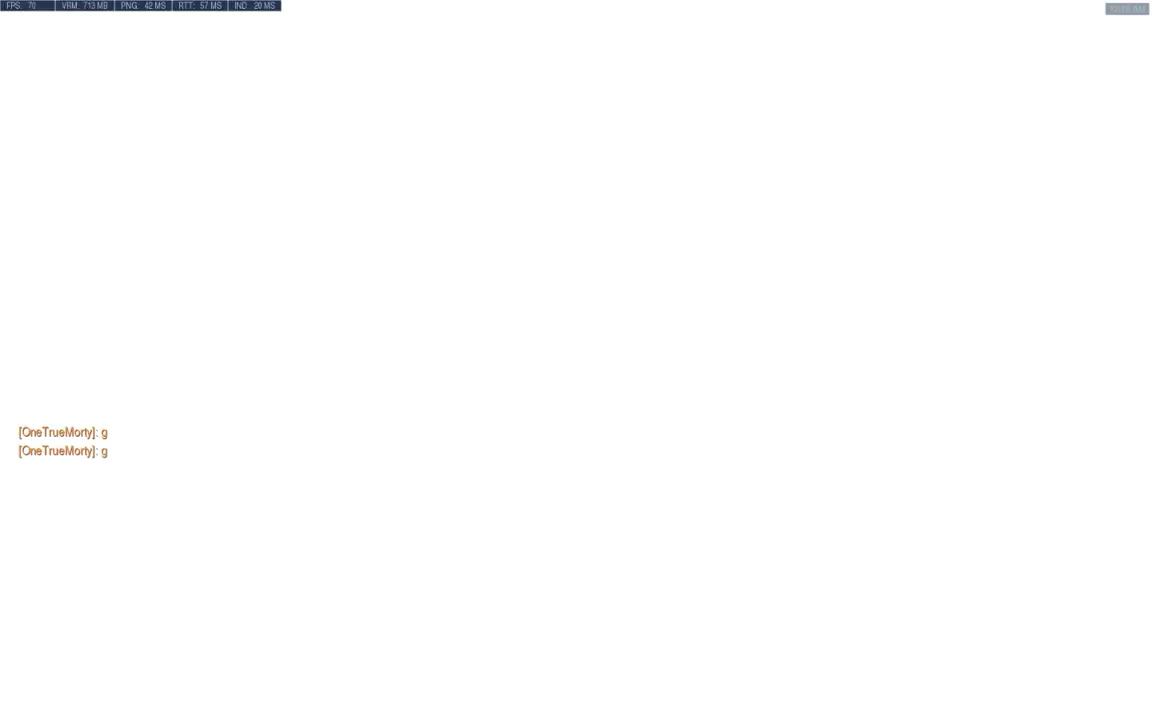 FPS: 70 | VRM: 713 MB | PNG: 42 MS | RTT: 57 MS | IND: 20 MS
[OneTrueMorty]: g
[OneTrueMorty]: g